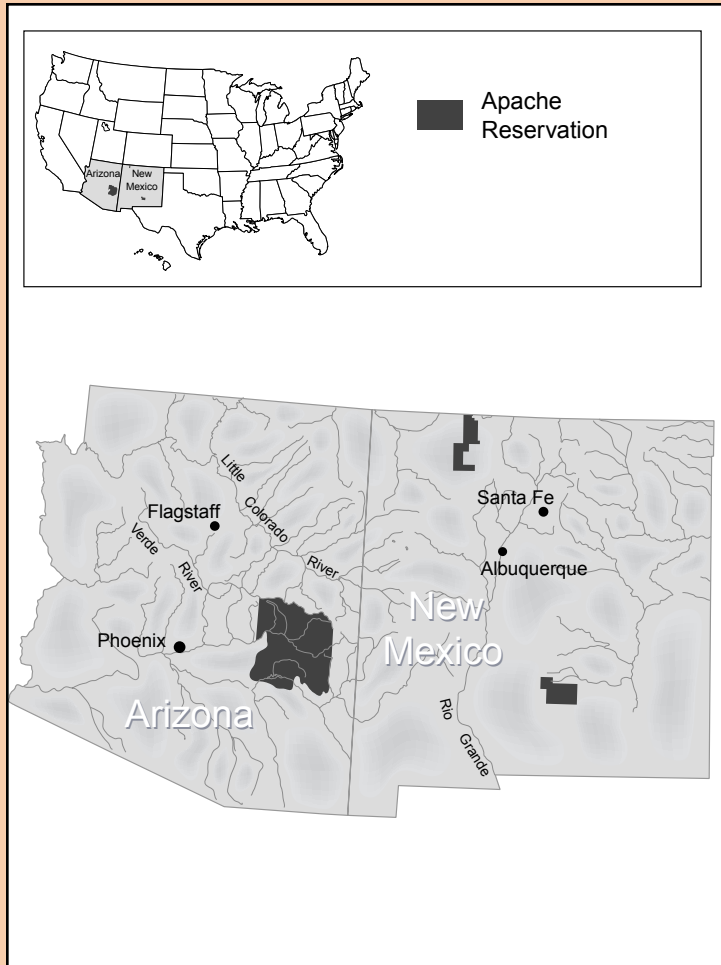 Apache
Reservation
Arizona
New
Mexico
Little
Colorado
River
Flagstaff
Verde
River
Santa Fe
Albuquerque
New
Mexico
Phoenix
Arizona
Rio
Grande